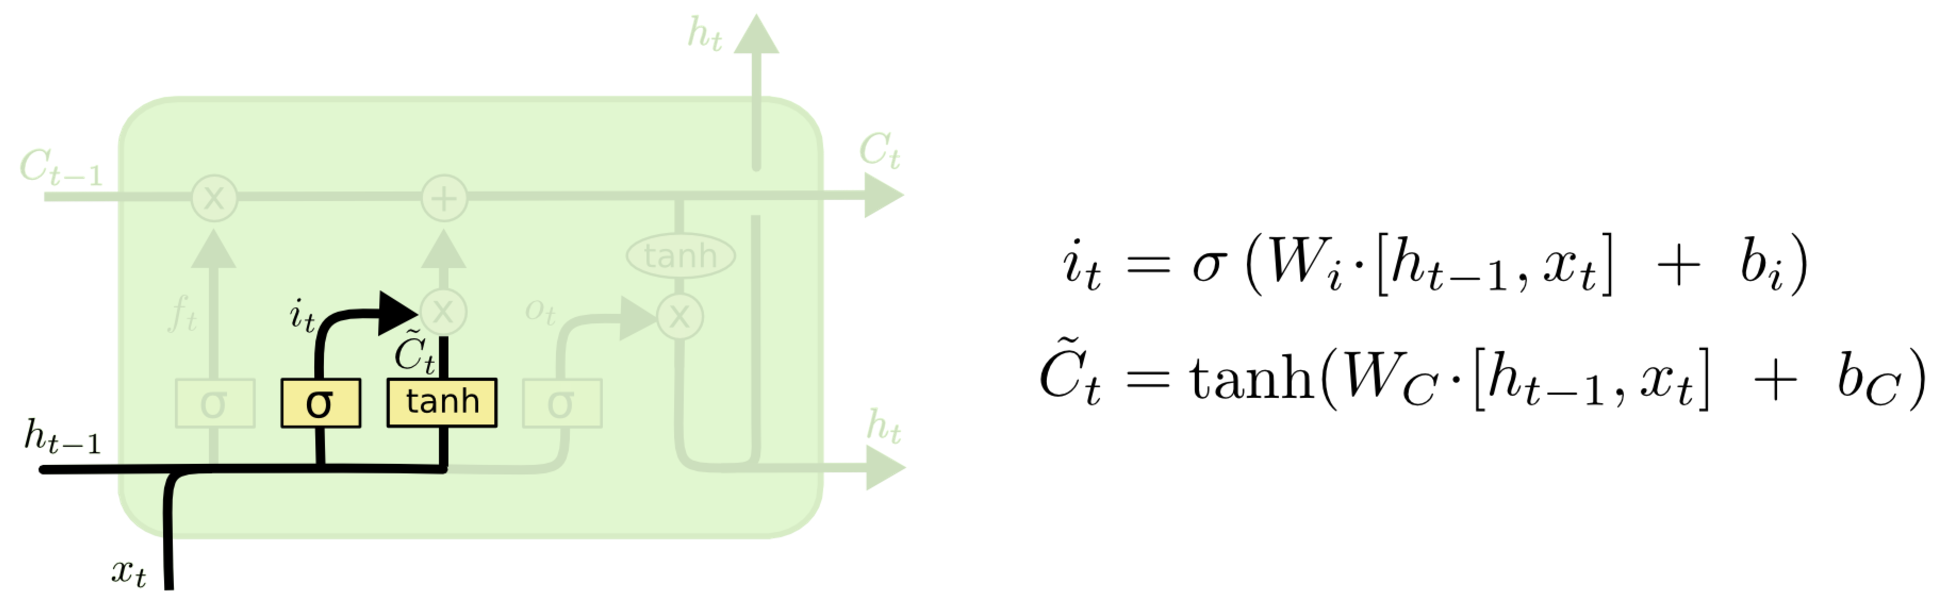 h_t
C_{t-1}
C_t
x
+
tanh
f_t
i_t
x
o_t
x
C̃_t
σ
σ
tanh
σ
h_{t-1}
h_t
x_t
i_t = σ (W_i · [h_{t-1}, x_t] + b_i)
C̃_t = tanh(W_C · [h_{t-1}, x_t] + b_C)